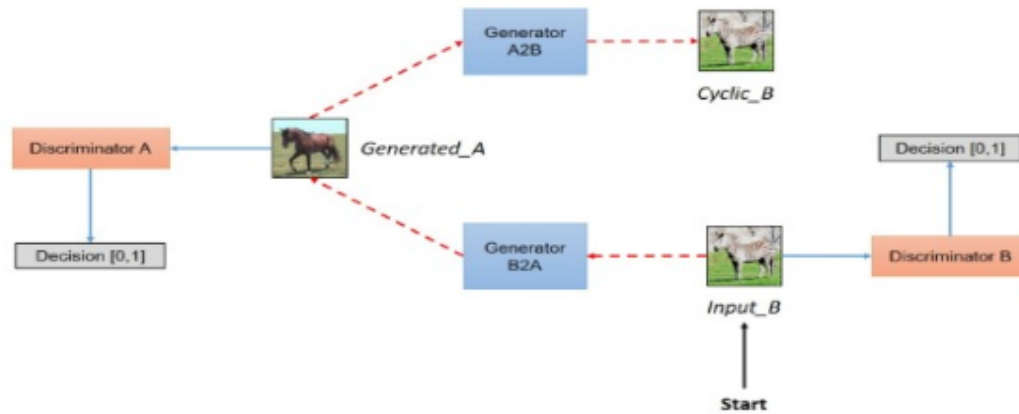 Generator
A2B
Cyclic_B
Discriminator A
Generated_A
Decision [0,1]
Decision [0,1]
Generator
B2A
Discriminator B
Input_B
Start